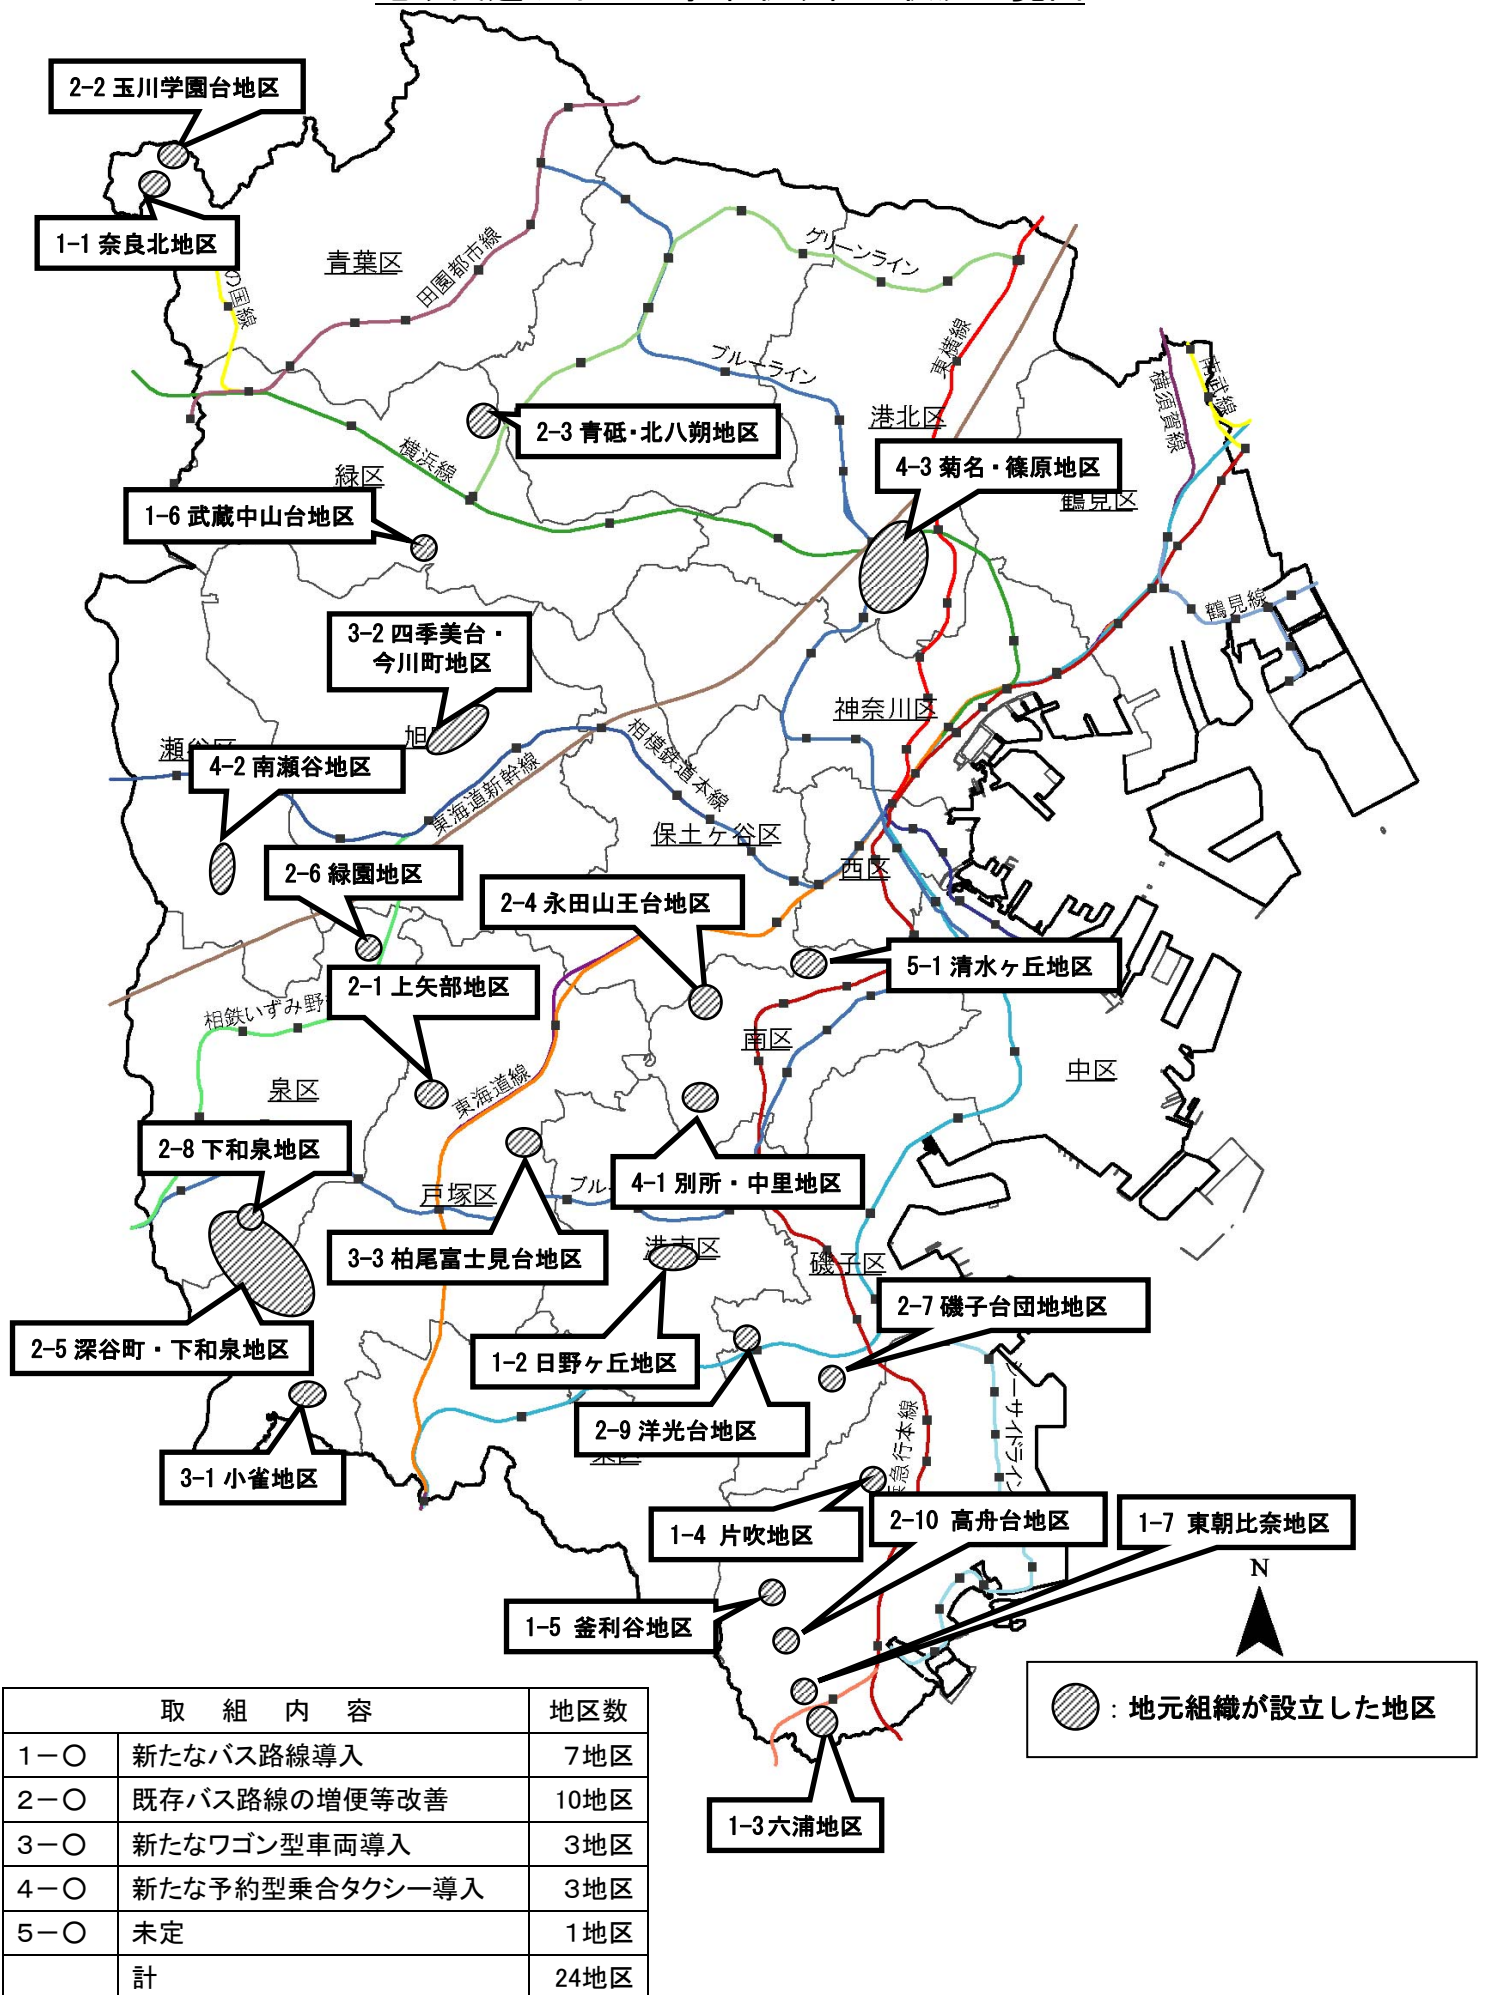 2-2 玉川学園台地区
1-1 奈良北地区
青葉区
田園都市線
の国線
グリーンライン
ブルーライン
東横線
横須賀線
南武線
港北区
2-3 青砥・北八朔地区
4-3 菊名・篠原地区
鶴見区
横浜線
緑区
1-6 武蔵中山台地区
鶴見線
3-2 四季美台・
今川町地区
神奈川区
瀬谷区
旭
4-2 南瀬谷地区
東海道新幹線
相模鉄道本線
保土ヶ谷区
西区
2-6 緑園地区
2-4 永田山王台地区
5-1 清水ヶ丘地区
2-1 上矢部地区
相鉄いずみ野
南区
中区
泉区
東海道線
2-8 下和泉地区
4-1 別所・中里地区
戸塚区
ブル
3-3 柏尾富士見台地区
港南区
磯子区
2-7 磯子台団地地区
2-5 深谷町・下和泉地区
1-2 日野ヶ丘地区
2-9 洋光台地区
シーサイドライン
急行本線
3-1 小雀地区
1-4 片吹地区
2-10 高舟台地区
1-7 東朝比奈地区
1-5 釜利谷地区
N
:地元組織が設立した地区
1-3 六浦地区
取 組 内 容 地区数
1－○ 新たなバス路線導入 7地区
2－○ 既存バス路線の増便等改善 10地区
3－○ 新たなワゴン型車両導入 3地区
4－○ 新たな予約型乗合タクシー導入 3地区
5－○ 未定 1地区
計 24地区